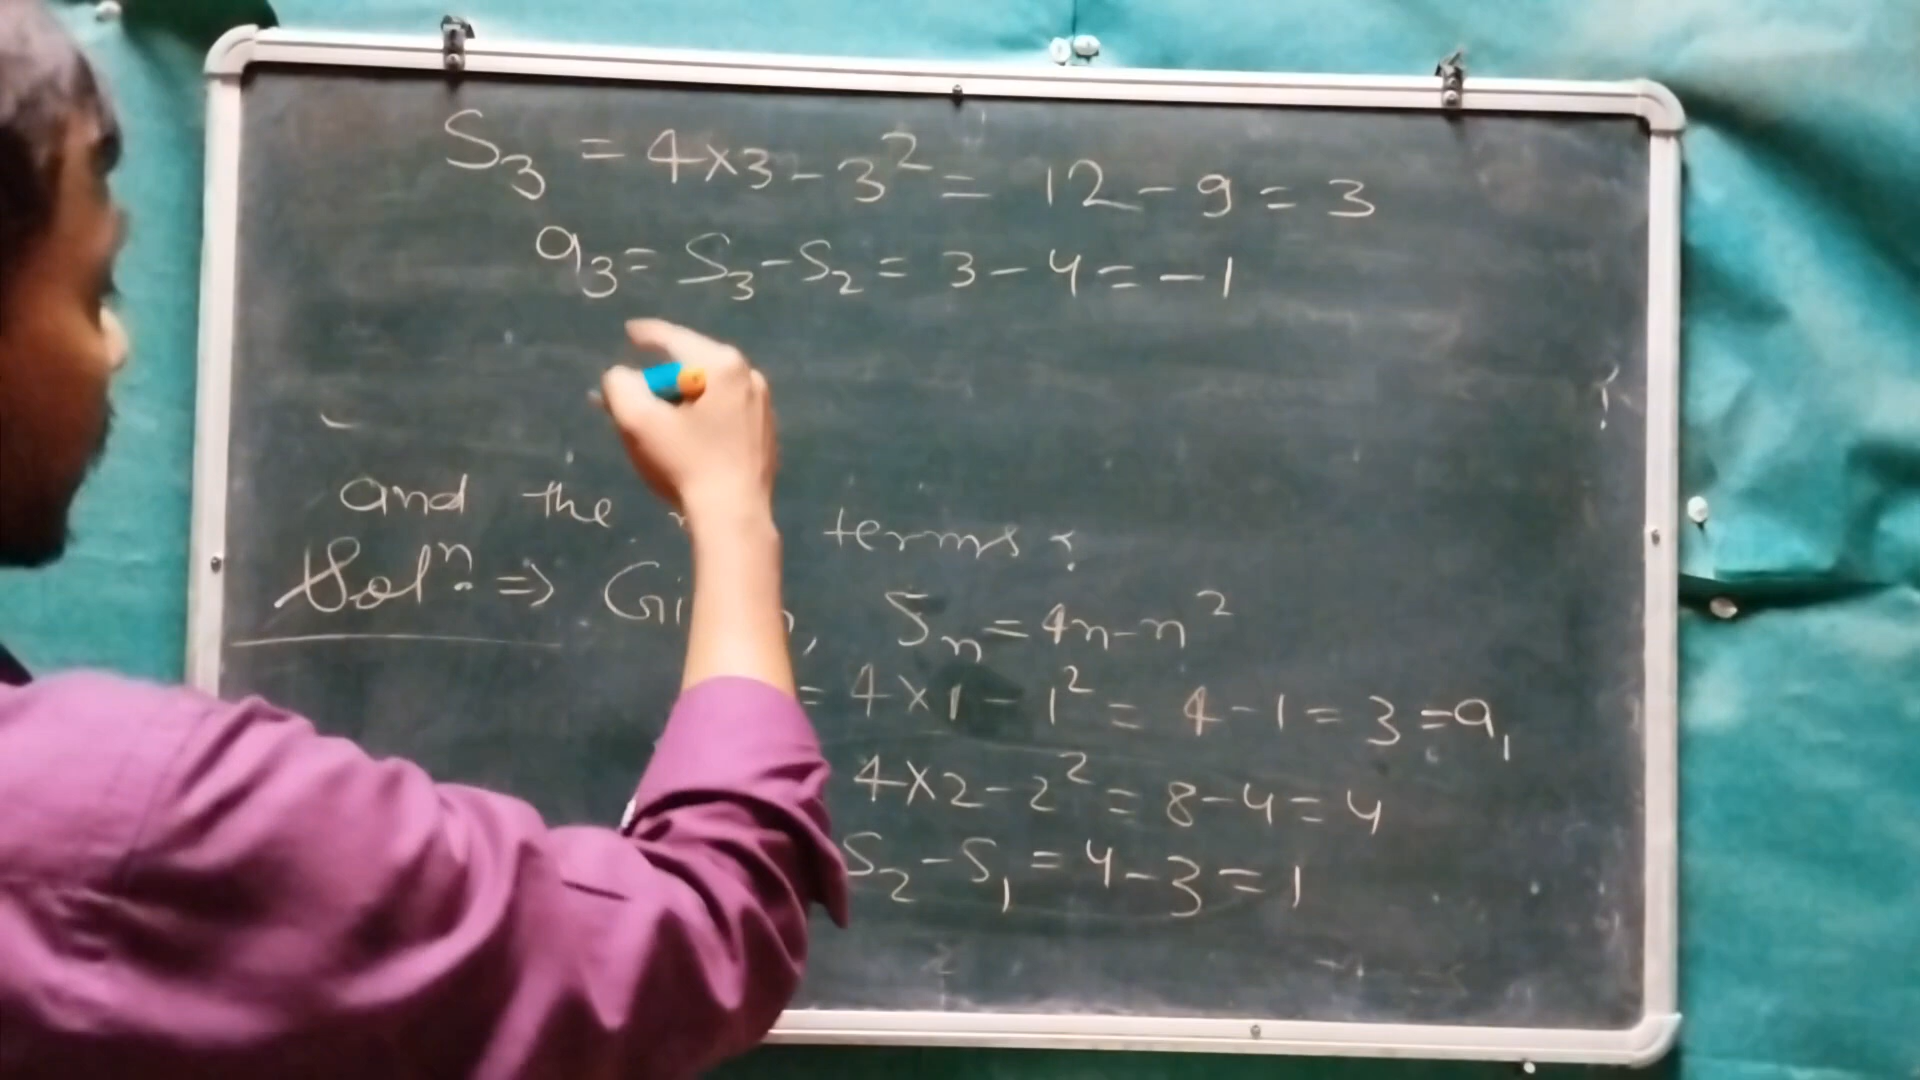 S₃ = 4×3-3² = 12-9 = 3
a₃ = S₃-S₂ = 3-4 = -1
and the terms?
Solⁿ. ⇒ Gi , Sₙ = 4n-n²
= 4×1-1² = 4-1 = 3 = a₁
4×2-2² = 8-4 = 4
S₂-S₁ = 4-3 = 1